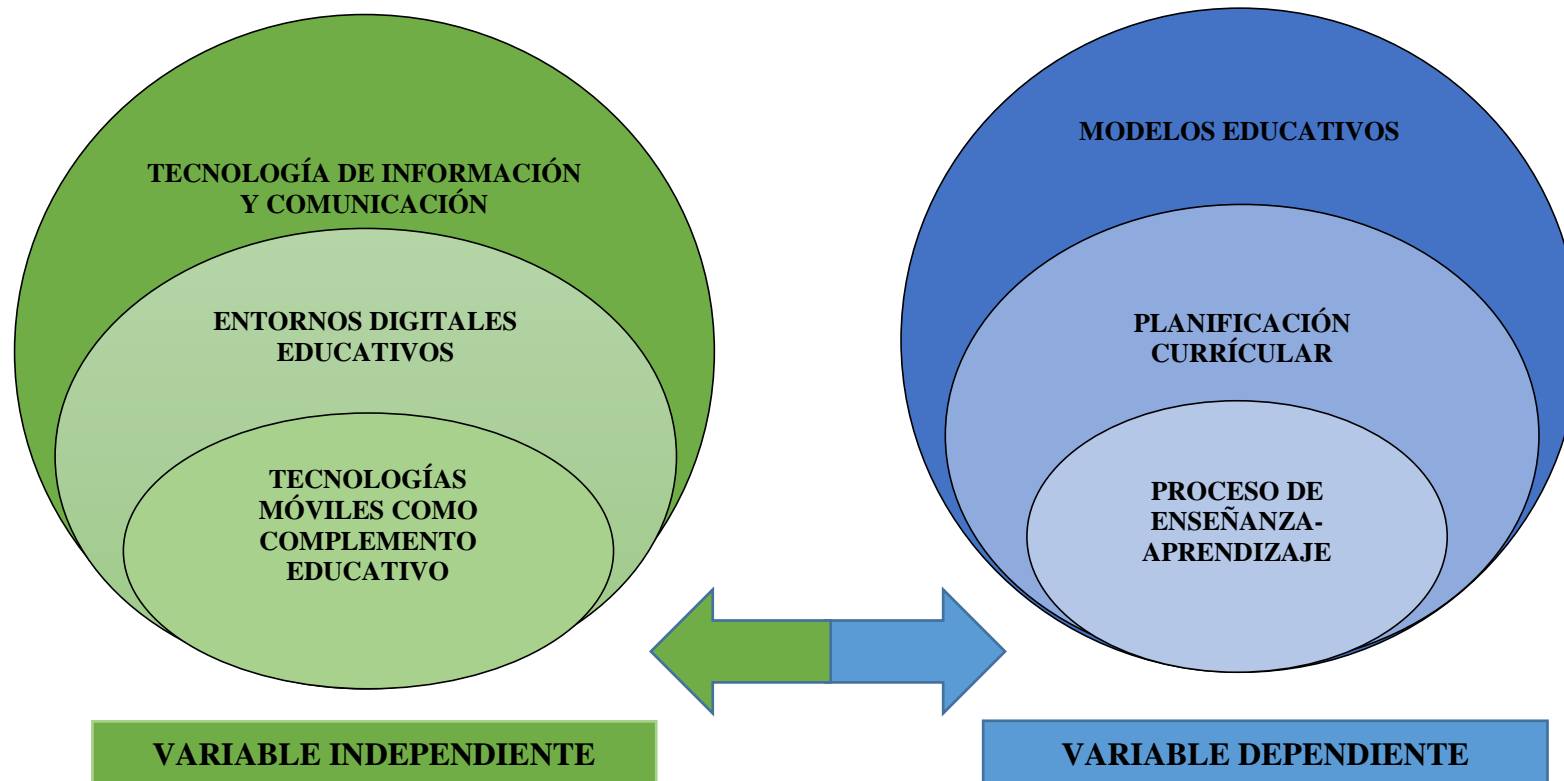 TECNOLOGÍA DE INFORMACIÓN
Y COMUNICACIÓN
ENTORNOS DIGITALES
EDUCATIVOS
TECNOLOGÍAS
MÓVILES COMO
COMPLEMENTO
EDUCATIVO
VARIABLE INDEPENDIENTE
MODELOS EDUCATIVOS
PLANIFICACIÓN
CURRÍCULAR
PROCESO DE
ENSEÑANZA-
APRENDIZAJE
VARIABLE DEPENDIENTE